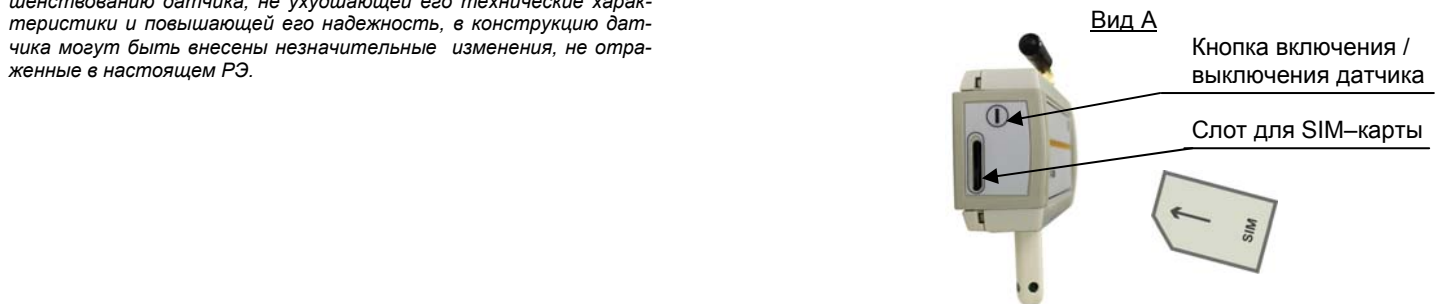 шенствованию датчика, не ухудшающей его технические харак-
теристики и повышающей его надежность, в конструкцию дат-
чика могут быть внесены незначительные изменения, не отра-
женные в настоящем РЭ.
Вид А
Кнопка включения /
выключения датчика
Слот для SIM–карты
SIM